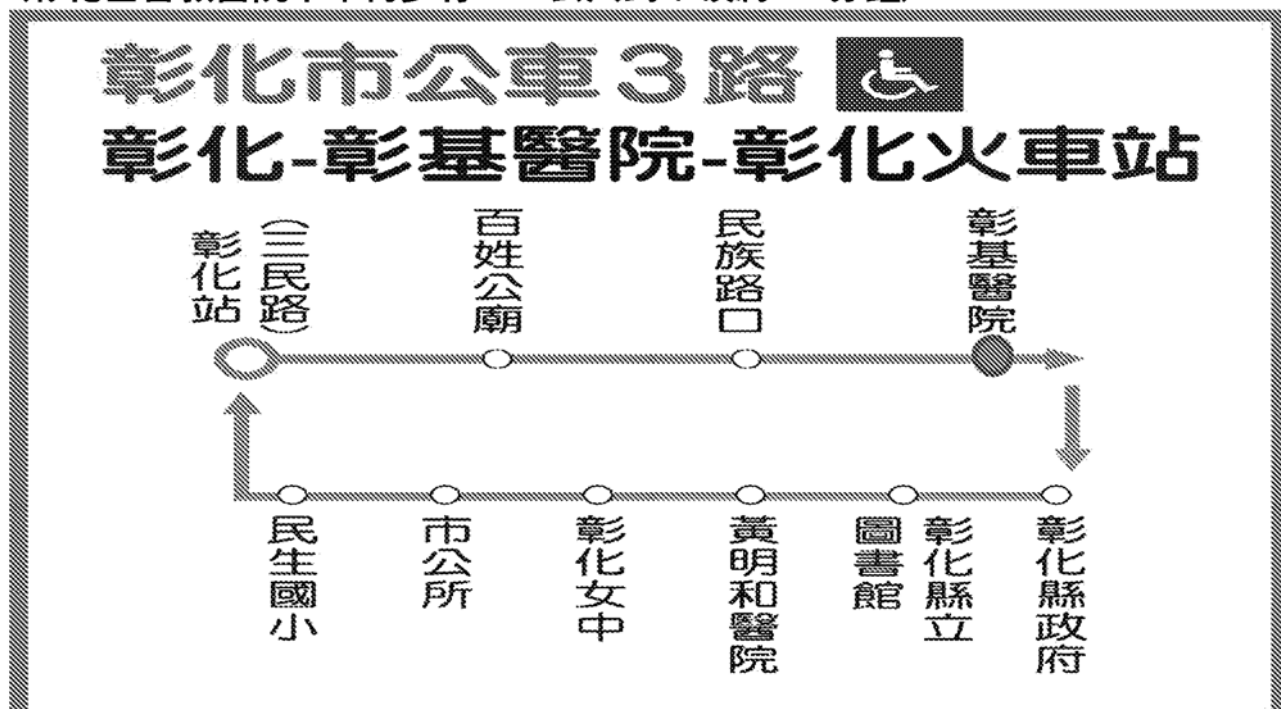 彰化市公車3路
彰化-彰基醫院-彰化火車站
彰化站
(三民路)
百姓公廟
民族路口
彰基醫院
民生國小
市公所
彰化女中
黃明和醫院
彰化縣立
圖書館
彰化縣政府